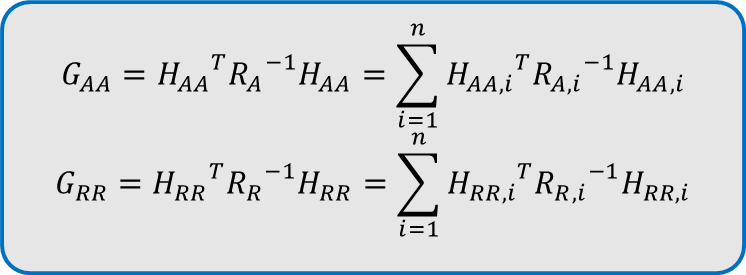 $G_{AA} = {H_{AA}}^T {R_A}^{-1} H_{AA} = \sum_{i=1}^{n} {H_{AA,i}}^T {R_{A,i}}^{-1} H_{AA,i}$
$G_{RR} = {H_{RR}}^T {R_R}^{-1} H_{RR} = \sum_{i=1}^{n} {H_{RR,i}}^T {R_{R,i}}^{-1} H_{RR,i}$